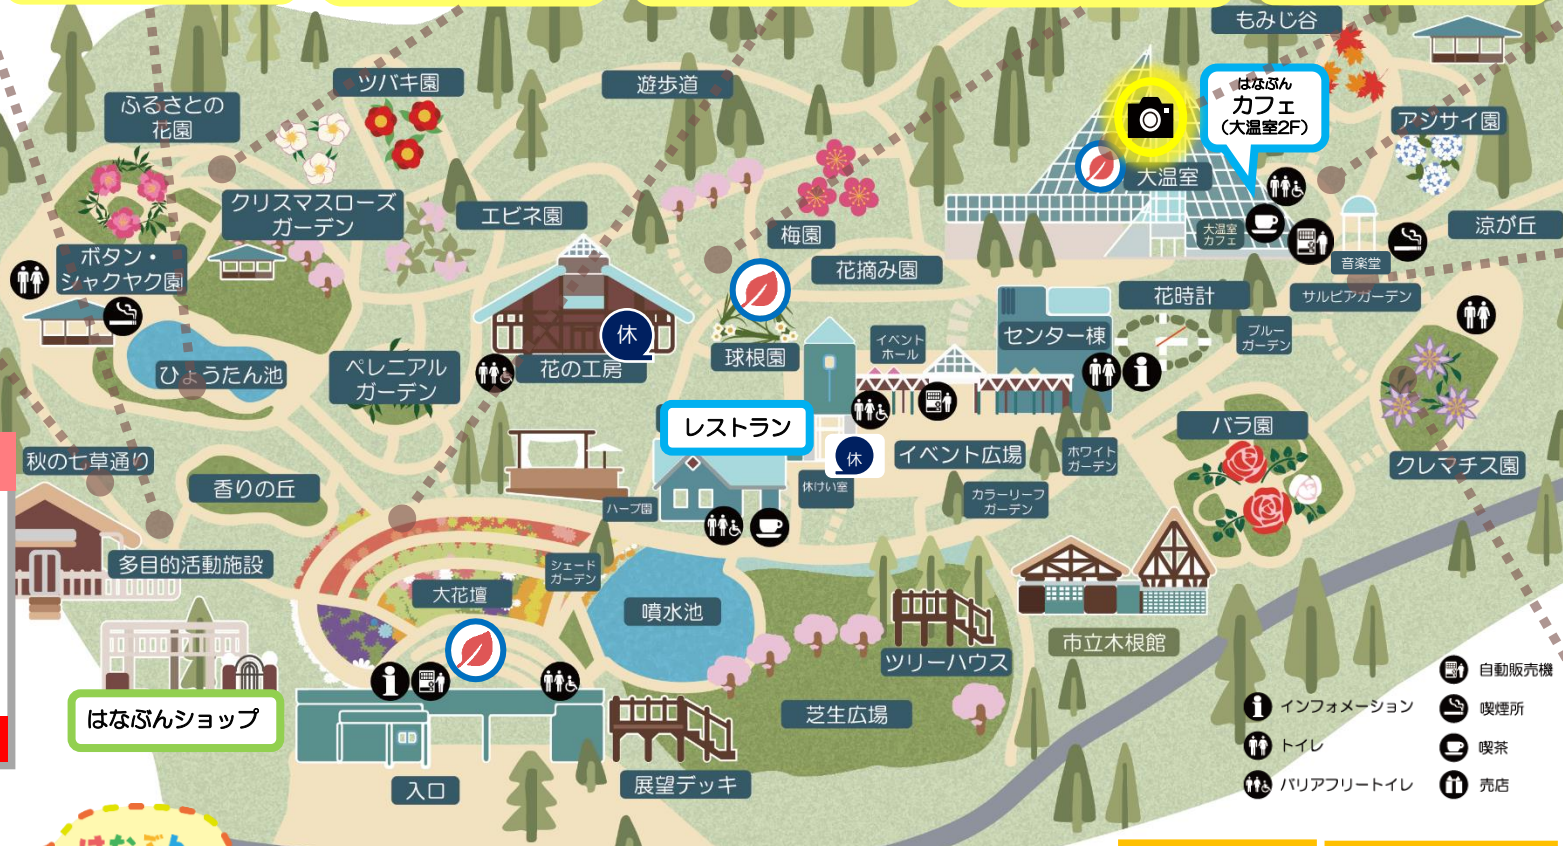 もみじ谷
ツバキ園
遊歩道
はなぶん
カフェ
（大温室2F）
ふるさとの
花園
アジサイ園
大温室
クリスマスローズ
ガーデン
エビネ園
梅園
大温室
カフェ
涼が丘
ボタン・
シャクヤク園
花摘み園
音楽堂
花時計
サルビアガーデン
休
センター棟
ブルー
ガーデン
イベント
ホール
球根園
ひょうたん池
ペレニアル
ガーデン
花の工房
レストラン
バラ園
秋の七草通り
イベント広場
休
ホワイト
ガーデン
クレマチス園
香りの丘
休けい室
カラーリーフ
ガーデン
ハーブ園
多目的活動施設
シェード
ガーデン
大花壇
噴水池
市立木根館
ツリーハウス
はなぶんショップ
芝生広場
入口
展望デッキ
インフォメーション
トイレ
バリアフリートイレ
自動販売機
喫煙所
喫茶
売店
はなぶん